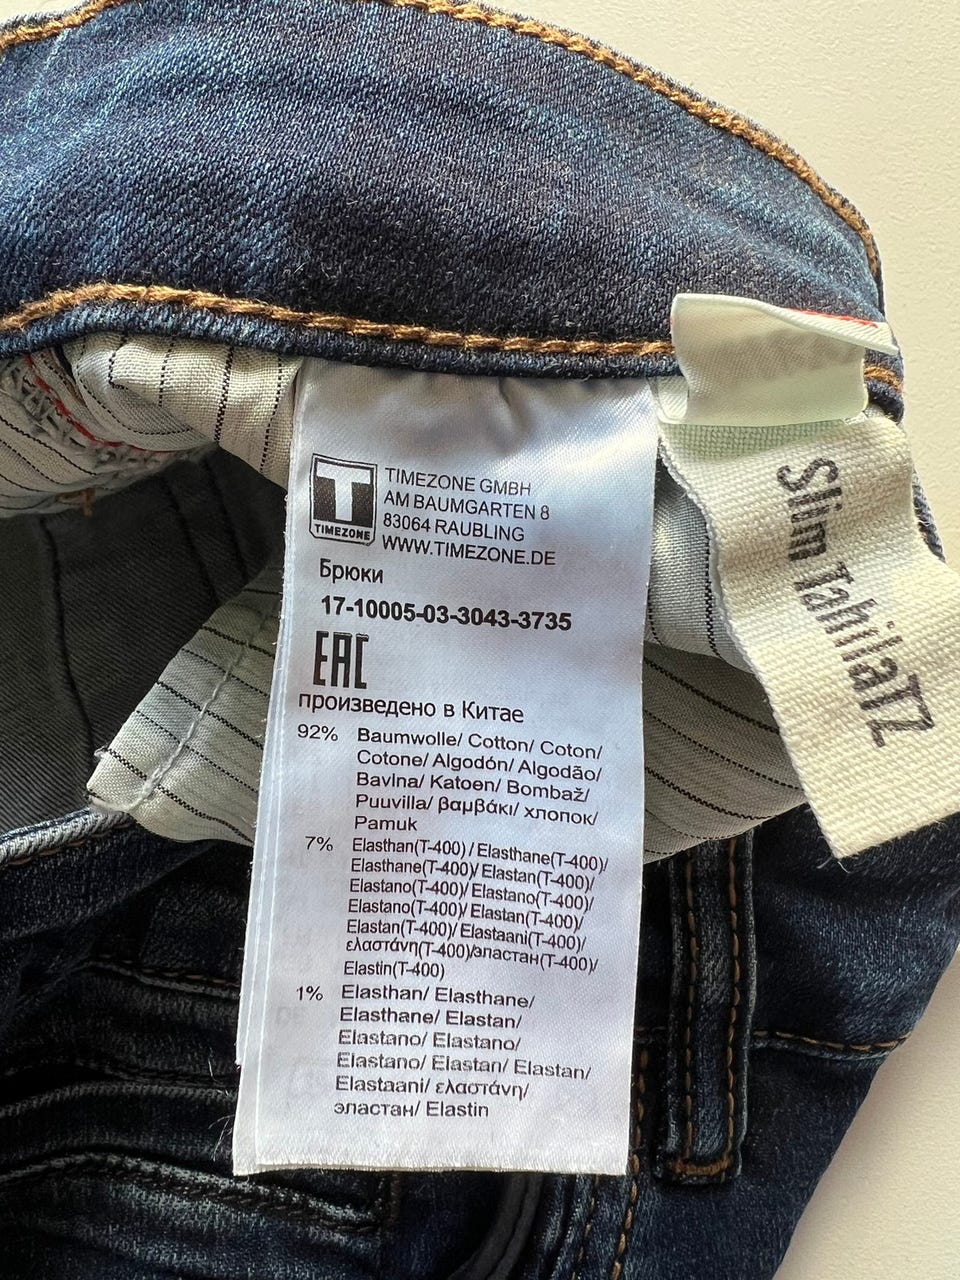 T
TIMEZONE
TIMEZONE GMBH
AM BAUMGARTEN 8
83064 RAUBLING
WWW.TIMEZONE.DE
Брюки
17-10005-03-3043-3735
EAC
произведено в Китае
92% Baumwolle/ Cotton/ Coton/
Cotone/ Algodón/ Algodão/
Bavlna/ Katoen/ Bombaž/
Puuvilla/ βαμβάκι/ хлопок/
Pamuk
7% Elasthan(T-400)/ Elasthane(T-400)/
Elasthane(T-400)/ Elastan(T-400)/
Elastano(T-400)/ Elastano(T-400)/
Elastano(T-400)/ Elastan(T-400)/
Elastan(T-400)/ Elastaani(T-400)/
ελαστάνη(T-400)/эластан(T-400)/
Elastin(T-400)
1% Elasthan/ Elasthane/
Elasthane/ Elastan/
Elastano/ Elastano/
Elastano/ Elastan/ Elastan/
Elastaani/ ελαστάνη/
эластан/ Elastin
Slim TahilaTZ